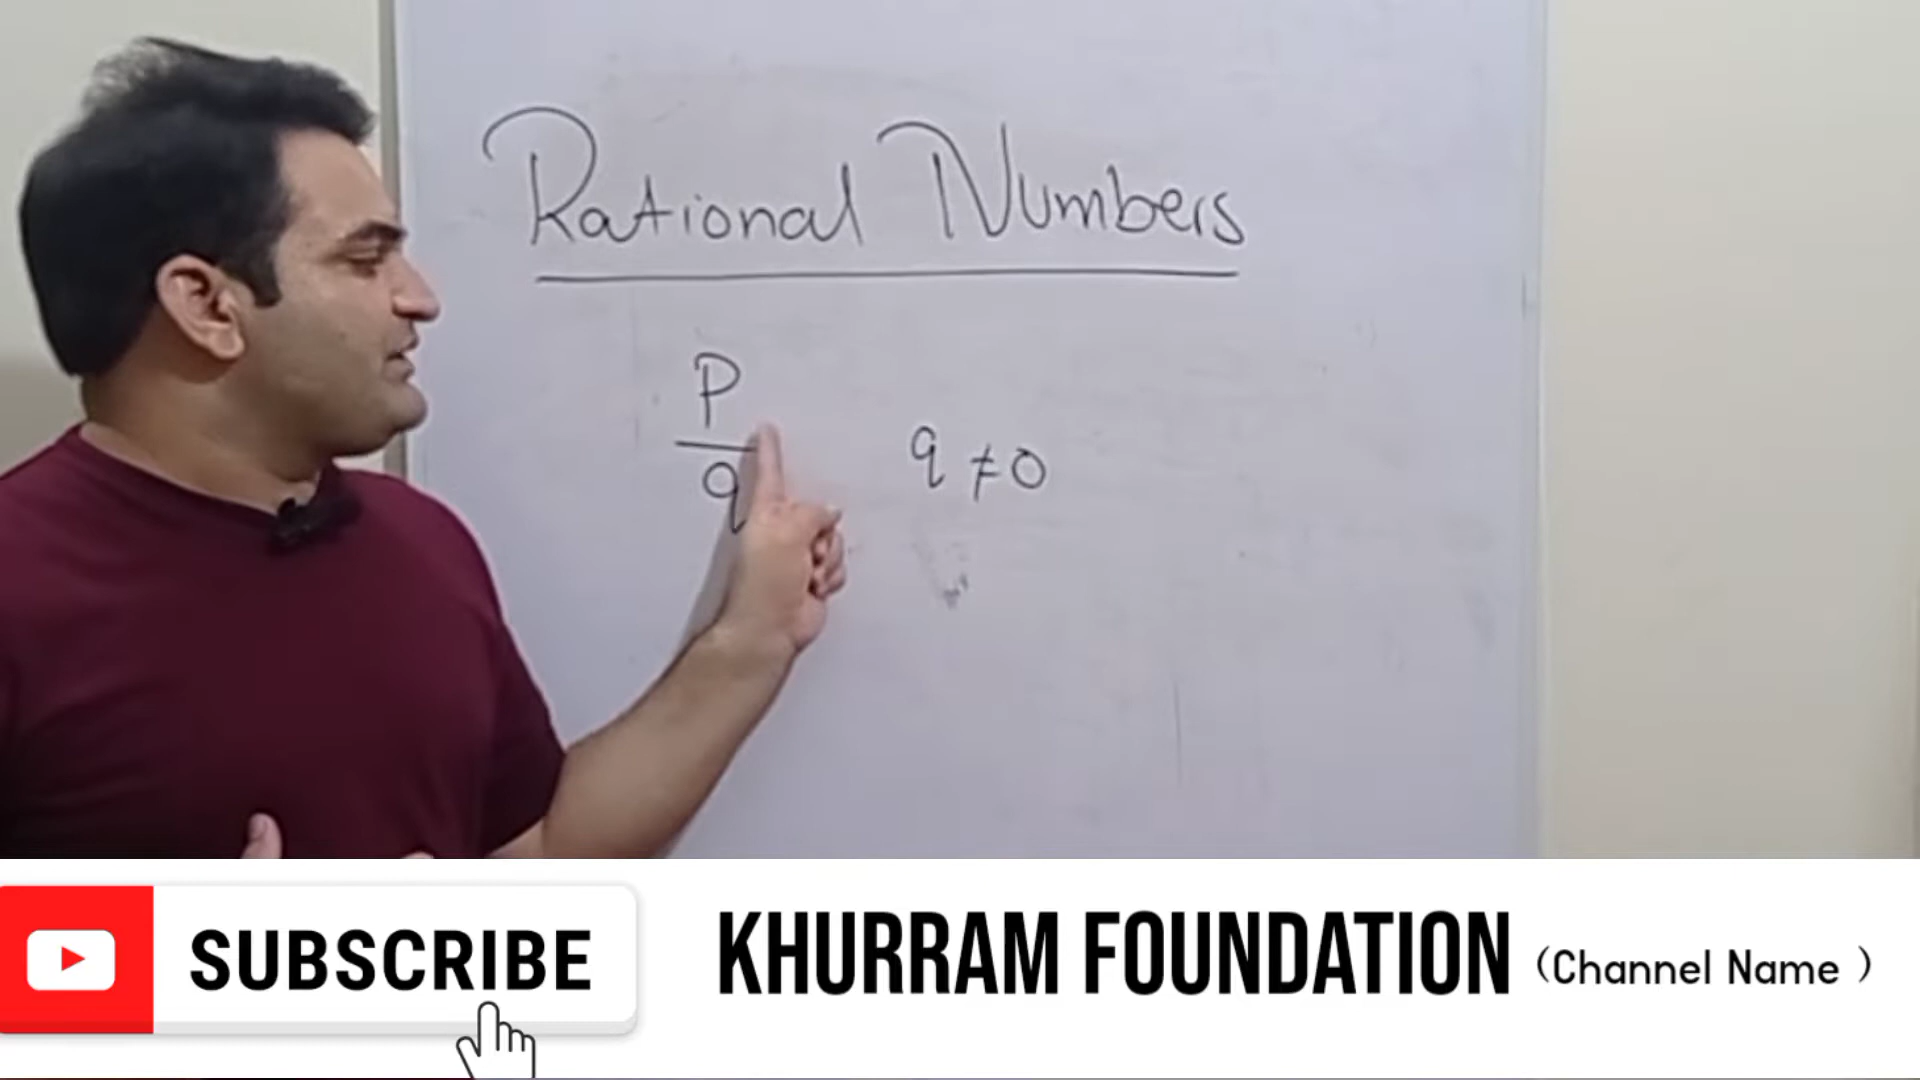 Rational Numbers
P
q
q ≠ 0
SUBSCRIBE
KHURRAM FOUNDATION (Channel Name )